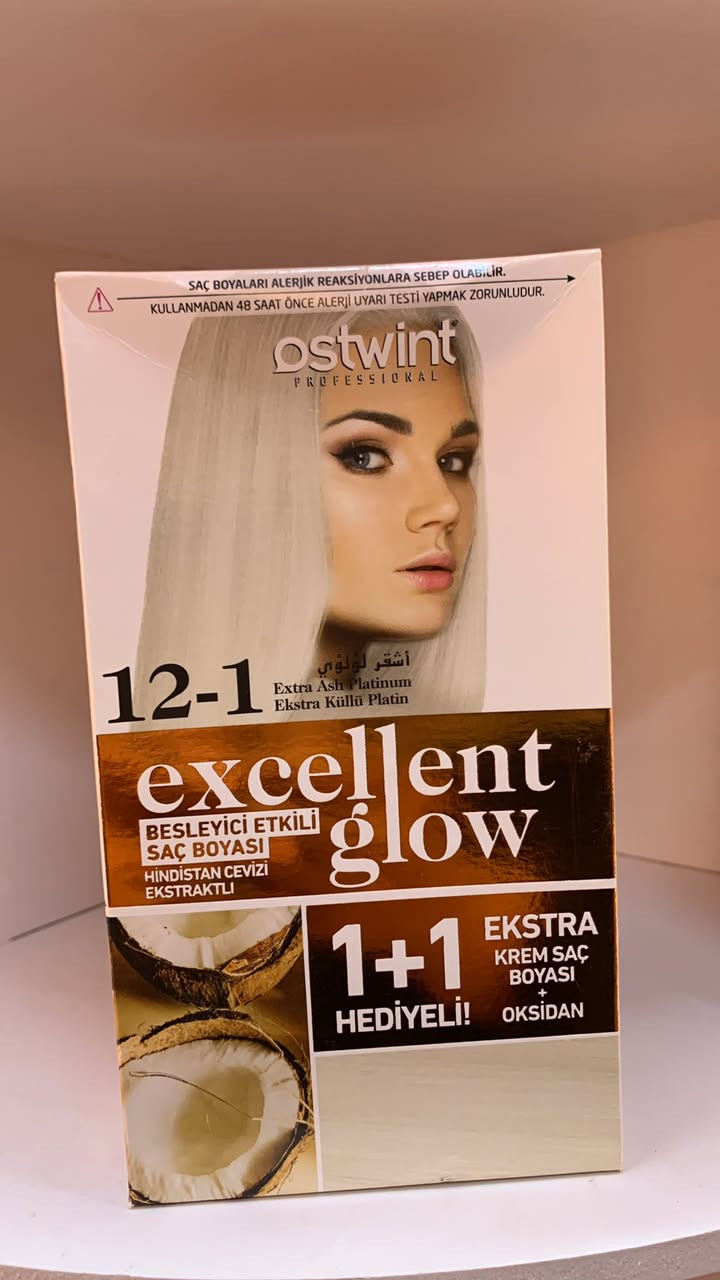 SAÇ BOYALARI ALERJİK REAKSİYONLARA SEBEP OLABİLİR.
KULLANMADAN 48 SAAT ÖNCE ALERJİ UYARI TESTİ YAPMAK ZORUNLUDUR.
ostwint
PROFESSIONAL
12-1
أشقر لؤلؤي
Extra Ash Platinum
Ekstra Küllü Platin
excellent
glow
BESLEYİCİ ETKİLİ
SAÇ BOYASI
HİNDİSTAN CEVİZİ
EKSTRAKTLI
1+1
HEDİYELİ!
EKSTRA
KREM SAÇ
BOYASI
+
OKSİDAN